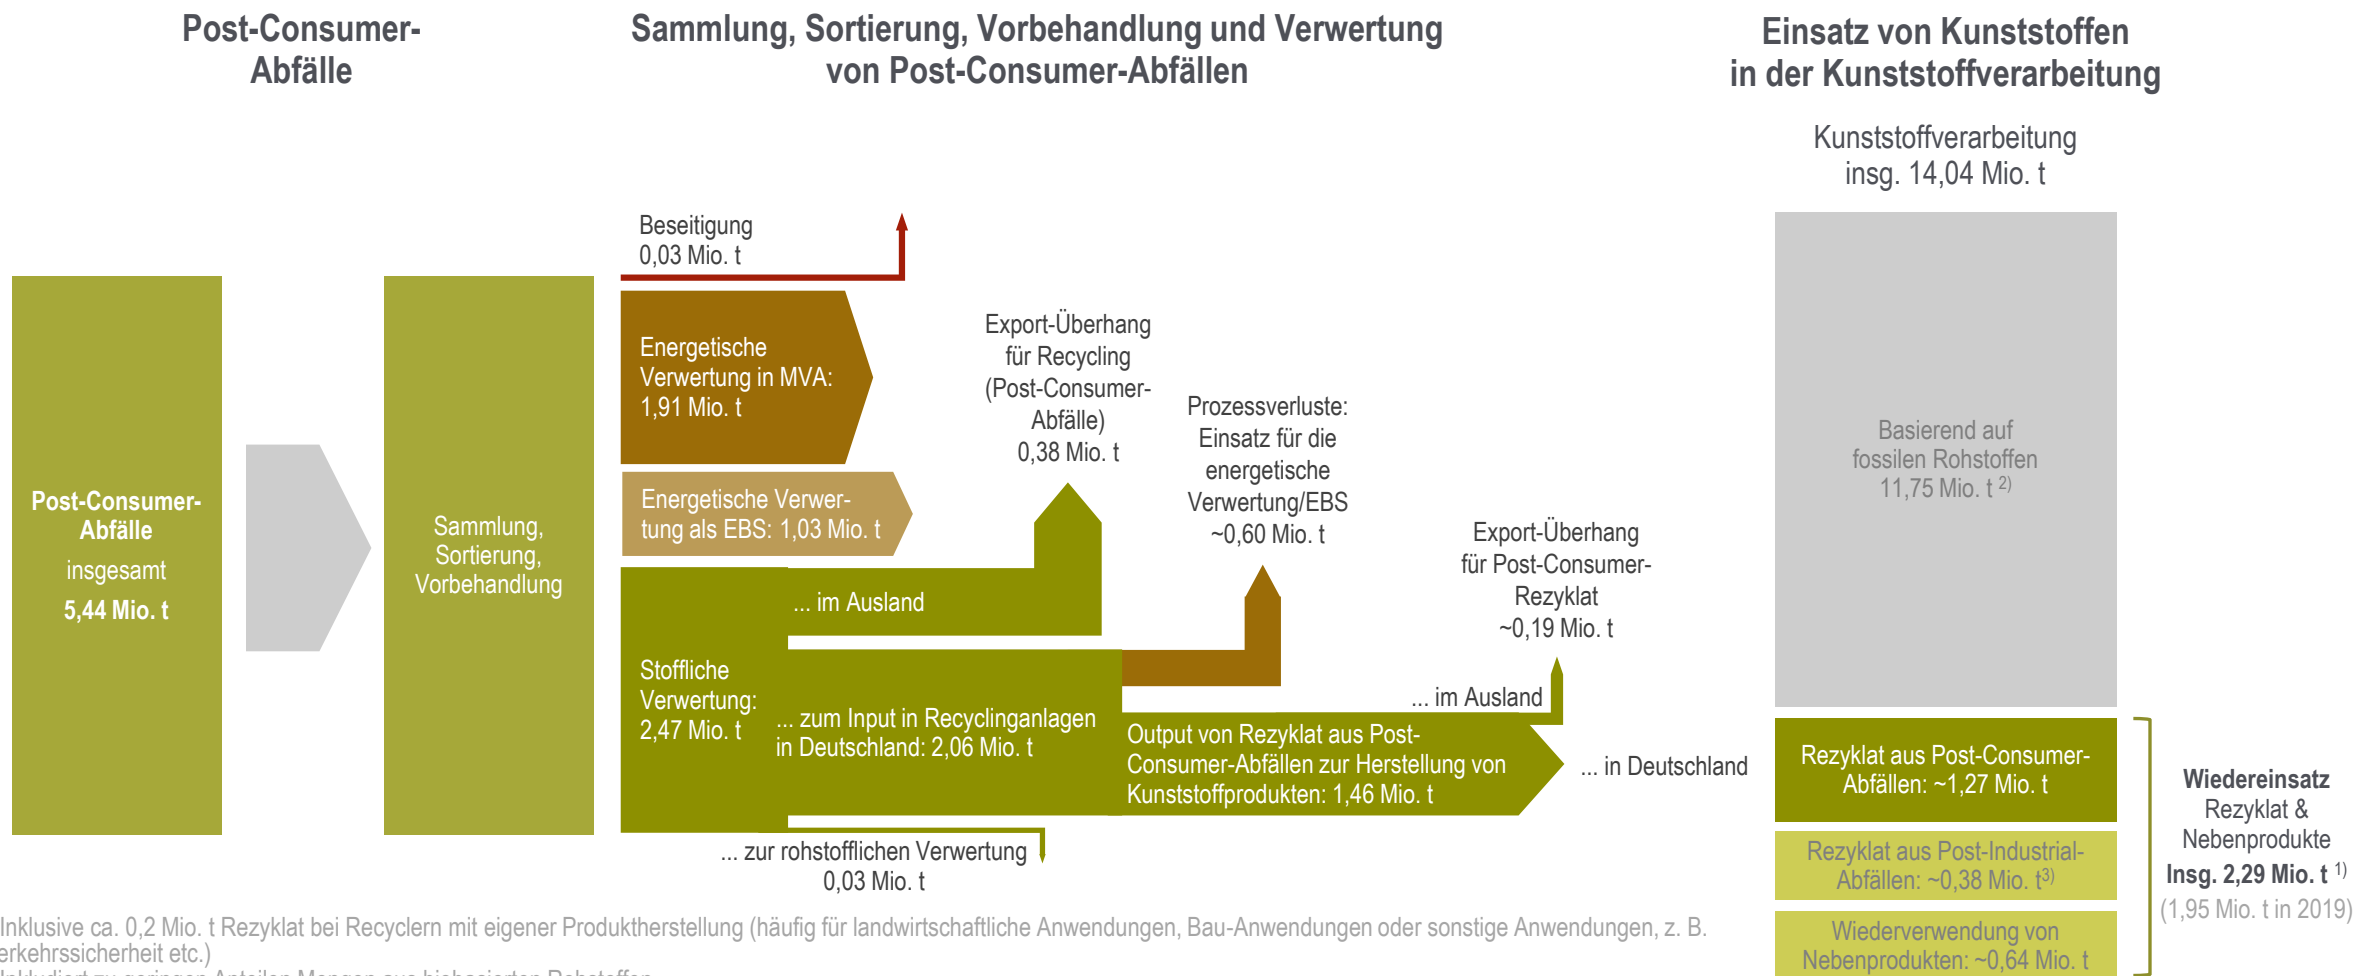 Post-Consumer-
Abfälle
Sammlung, Sortierung, Vorbehandlung und Verwertung
von Post-Consumer-Abfällen
Einsatz von Kunststoffen
in der Kunststoffverarbeitung
Kunststoffverarbeitung
insg. 14,04 Mio. t
Post-Consumer-
Abfälle
insgesamt
5,44 Mio. t
Sammlung,
Sortierung,
Vorbehandlung
Beseitigung
0,03 Mio. t
Energetische
Verwertung in MVA:
1,91 Mio. t
Energetische Verwer-
tung als EBS: 1,03 Mio. t
Stoffliche
Verwertung:
2,47 Mio. t
... im Ausland
Export-Überhang
für Recycling
(Post-Consumer-
Abfälle)
0,38 Mio. t
... zum Input in Recyclinganlagen
in Deutschland: 2,06 Mio. t
... zur rohstofflichen Verwertung
0,03 Mio. t
Prozessverluste:
Einsatz für die
energetische
Verwertung/EBS
~0,60 Mio. t
Output von Rezyklat aus Post-
Consumer-Abfällen zur Herstellung von
Kunststoffprodukten: 1,46 Mio. t
... im Ausland
Export-Überhang
für Post-Consumer-
Rezyklat
~0,19 Mio. t
... in Deutschland
Basierend auf
fossilen Rohstoffen
11,75 Mio. t 2)
Rezyklat aus Post-Consumer-
Abfällen: ~1,27 Mio. t
Rezyklat aus Post-Industrial-
Abfällen: ~0,38 Mio. t3)
Wiederverwendung von
Nebenprodukten: ~0,64 Mio. t
Wiedereinsatz
Rezyklat &
Nebenprodukte
Insg. 2,29 Mio. t 1)
(1,95 Mio. t in 2019)
Inklusive ca. 0,2 Mio. t Rezyklat bei Recyclern mit eigener Produktherstellung (häufig für landwirtschaftliche Anwendungen, Bau-Anwendungen oder sonstige Anwendungen, z. B.
erkehrssicherheit etc.)